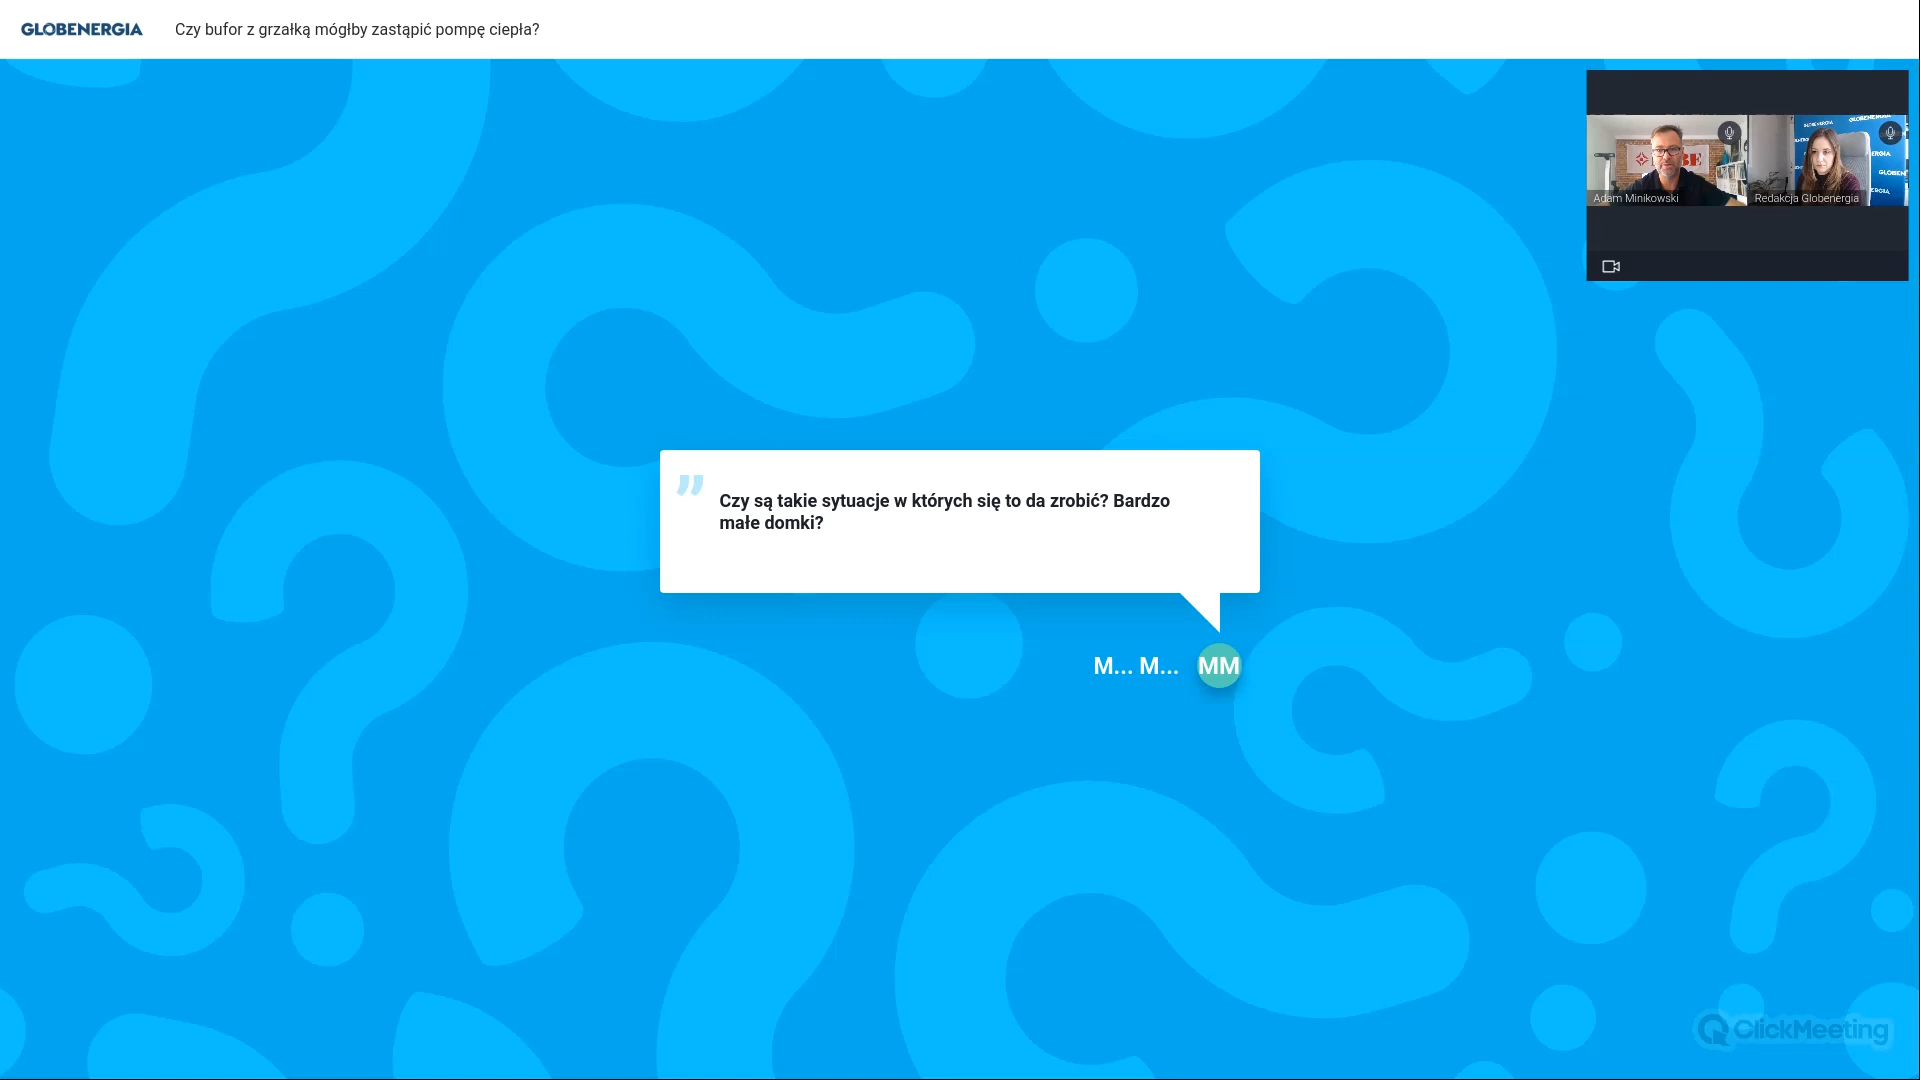 GLOBENERGIA
Czy bufor z grzałką mógłby zastąpić pompę ciepła?
Adam Minikowski
Redakcja Globenergia
Czy są takie sytuacje w których się to da zrobić? Bardzo
małe domki?
M... M...
MM
ClickMeeting